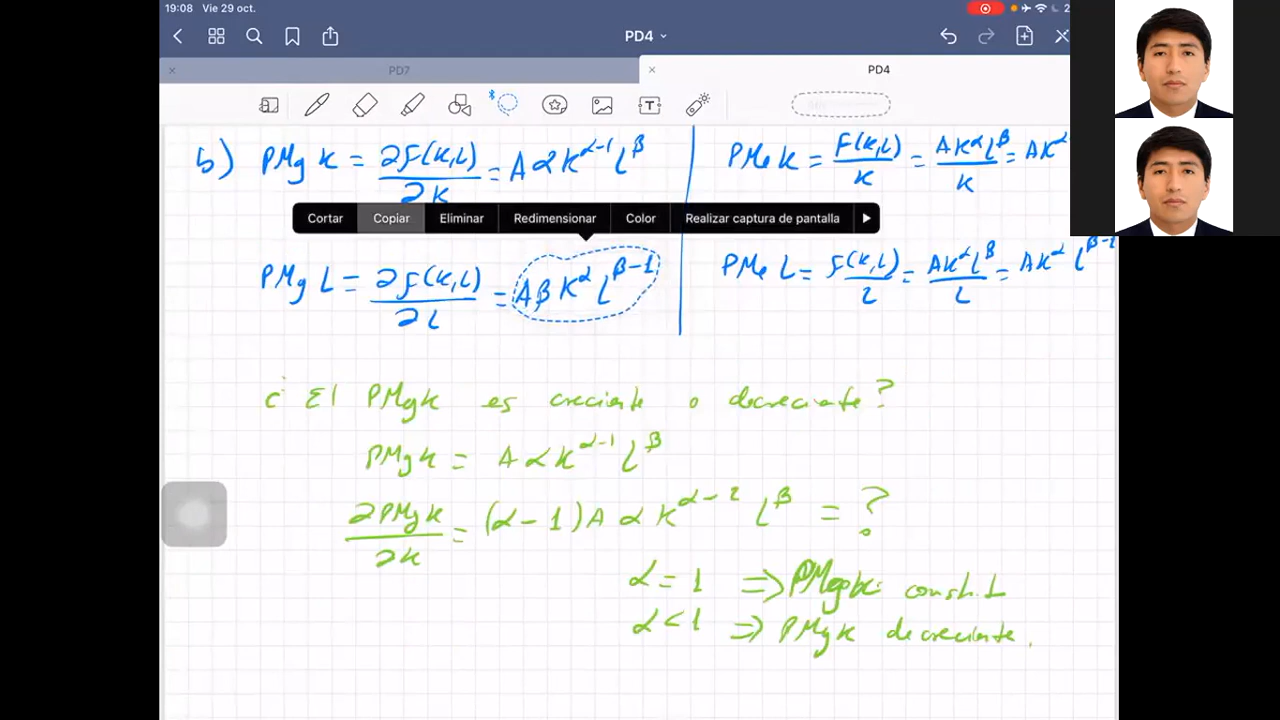 19:08 Vie 29 oct.
PD4
PD7
PD4
b) PMg K = ∂F(K,L)/∂K = AαK^α-1 L^β
PMe K = F(K,L)/K = AK^αL^β/K = AK^α
Cortar Copiar Eliminar Redimensionar Color Realizar captura de pantalla
PMg L = ∂F(K,L)/∂L = AβK^α L^β-1
PMe L = F(K,L)/L = AK^αL^β/L = AK^α L^β-1
¿ El PMgK es creciente o decreciente?
PMgK = AαK^α-1 L^β
∂PMgK/∂K = (α-1)AαK^α-2 L^β = ?
α = 1 ⇒ PMgK const.
α < 1 ⇒ PMgK decreciente.